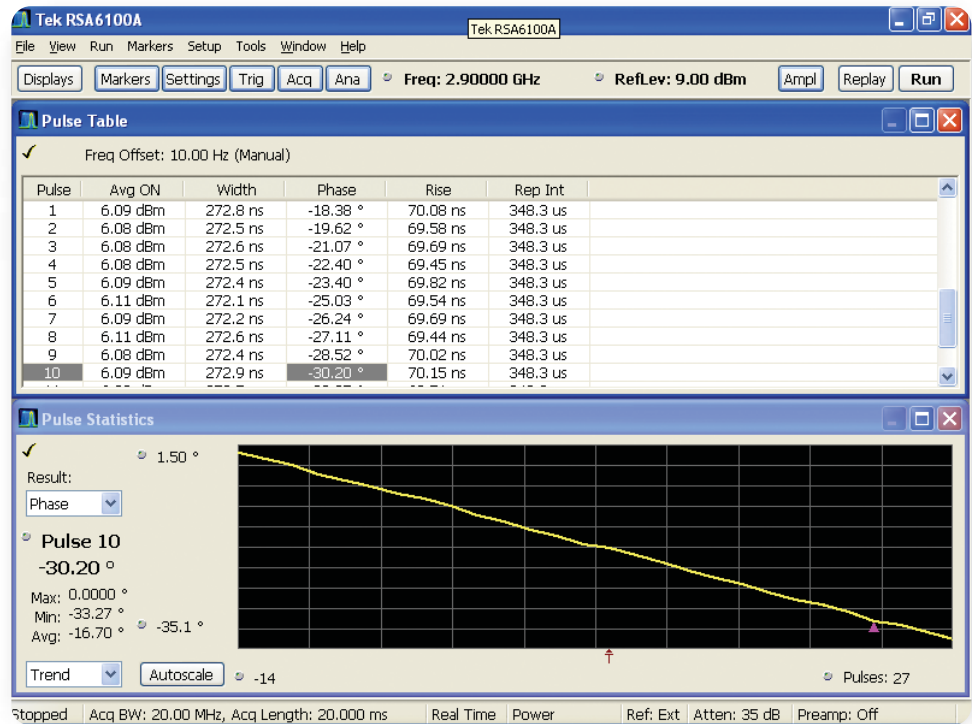 Tek RSA6100A
Tek RSA6100A
File View Run Markers Setup Tools Window Help
Displays Markers Settings Trig Acq Ana Freq: 2.90000 GHz RefLev: 9.00 dBm Ampl Replay Run
Pulse Table
Freq Offset: 10.00 Hz (Manual)
Pulse Avg ON Width Phase Rise Rep Int
1 6.09 dBm 272.8 ns -18.38 ° 70.08 ns 348.3 us
2 6.08 dBm 272.5 ns -19.62 ° 69.58 ns 348.3 us
3 6.08 dBm 272.6 ns -21.07 ° 69.69 ns 348.3 us
4 6.08 dBm 272.5 ns -22.40 ° 69.45 ns 348.3 us
5 6.09 dBm 272.4 ns -23.40 ° 69.82 ns 348.3 us
6 6.11 dBm 272.1 ns -25.03 ° 69.54 ns 348.3 us
7 6.09 dBm 272.2 ns -26.24 ° 69.69 ns 348.3 us
8 6.11 dBm 272.6 ns -27.11 ° 69.44 ns 348.3 us
9 6.08 dBm 272.4 ns -28.52 ° 70.02 ns 348.3 us
10 6.09 dBm 272.9 ns -30.20 ° 70.15 ns 348.3 us
Pulse Statistics
1.50 °
Result:
Phase
Pulse 10
-30.20 °
Max: 0.0000 °
Min: -33.27 °
Avg: -16.70 °
-35.1 °
Trend Autoscale -14 Pulses: 27
Stopped Acq BW: 20.00 MHz, Acq Length: 20.000 ms Real Time Power Ref: Ext Atten: 35 dB Preamp: Off